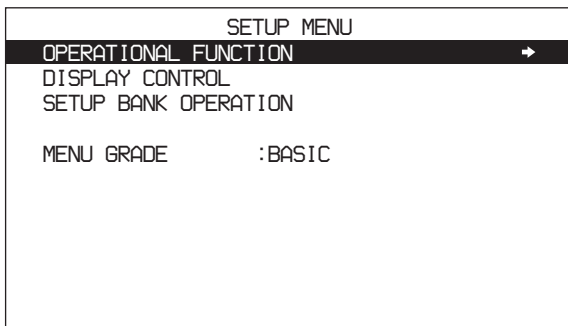 SETUP MENU
OPERATIONAL FUNCTION
DISPLAY CONTROL
SETUP BANK OPERATION
MENU GRADE :BASIC